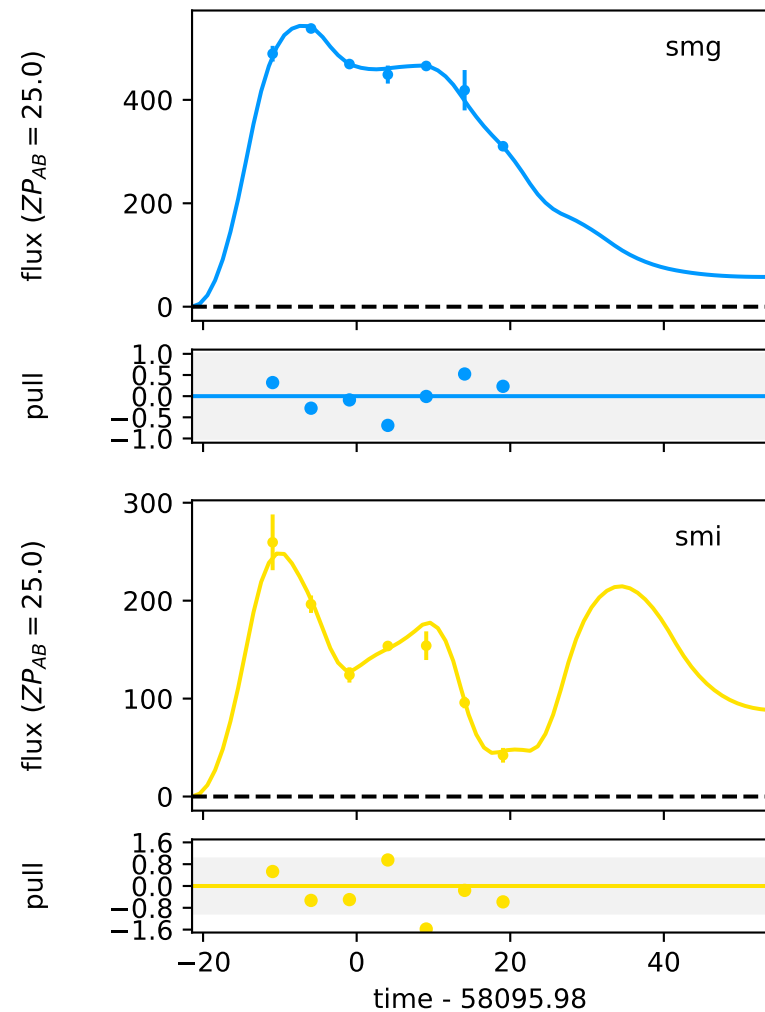 smg
flux (ZP_AB = 25.0)
400
200
0
pull
1.0
0.5
0.0
−0.5
−1.0
smi
flux (ZP_AB = 25.0)
300
200
100
0
pull
1.6
0.8
0.0
−0.8
−1.6
−20 0 20 40
time - 58095.98